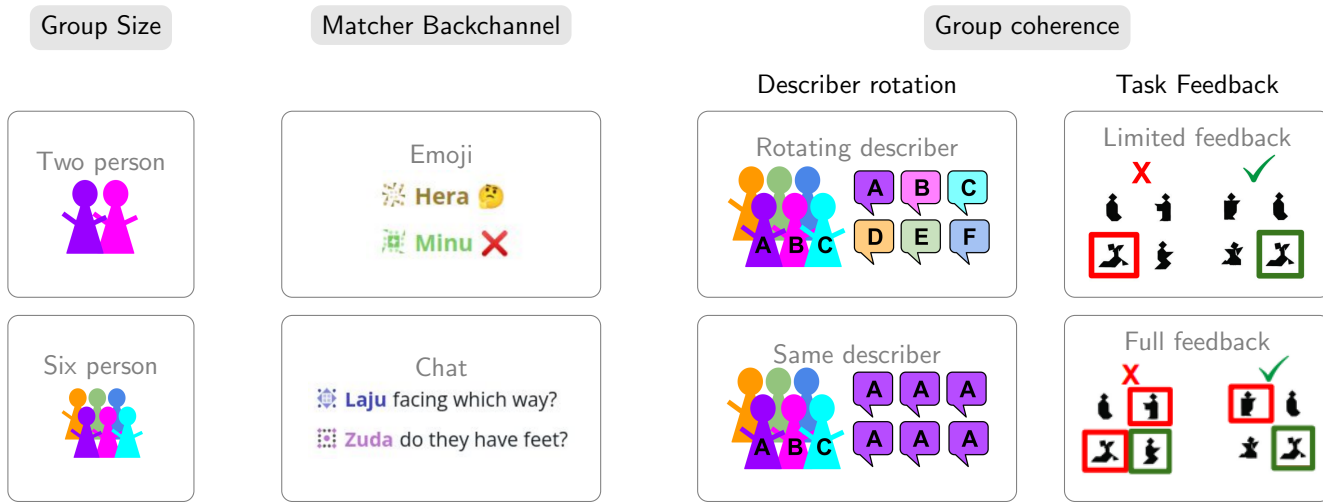 Group Size
Matcher Backchannel
Group coherence
Describer rotation
Task Feedback
Two person
Emoji
Hera
Minu
Rotating describer
A B C
D E F
A B C
Limited feedback
X
Six person
Chat
Laju facing which way?
Zuda do they have feet?
Same describer
A A A
A A A
A B C
Full feedback
X